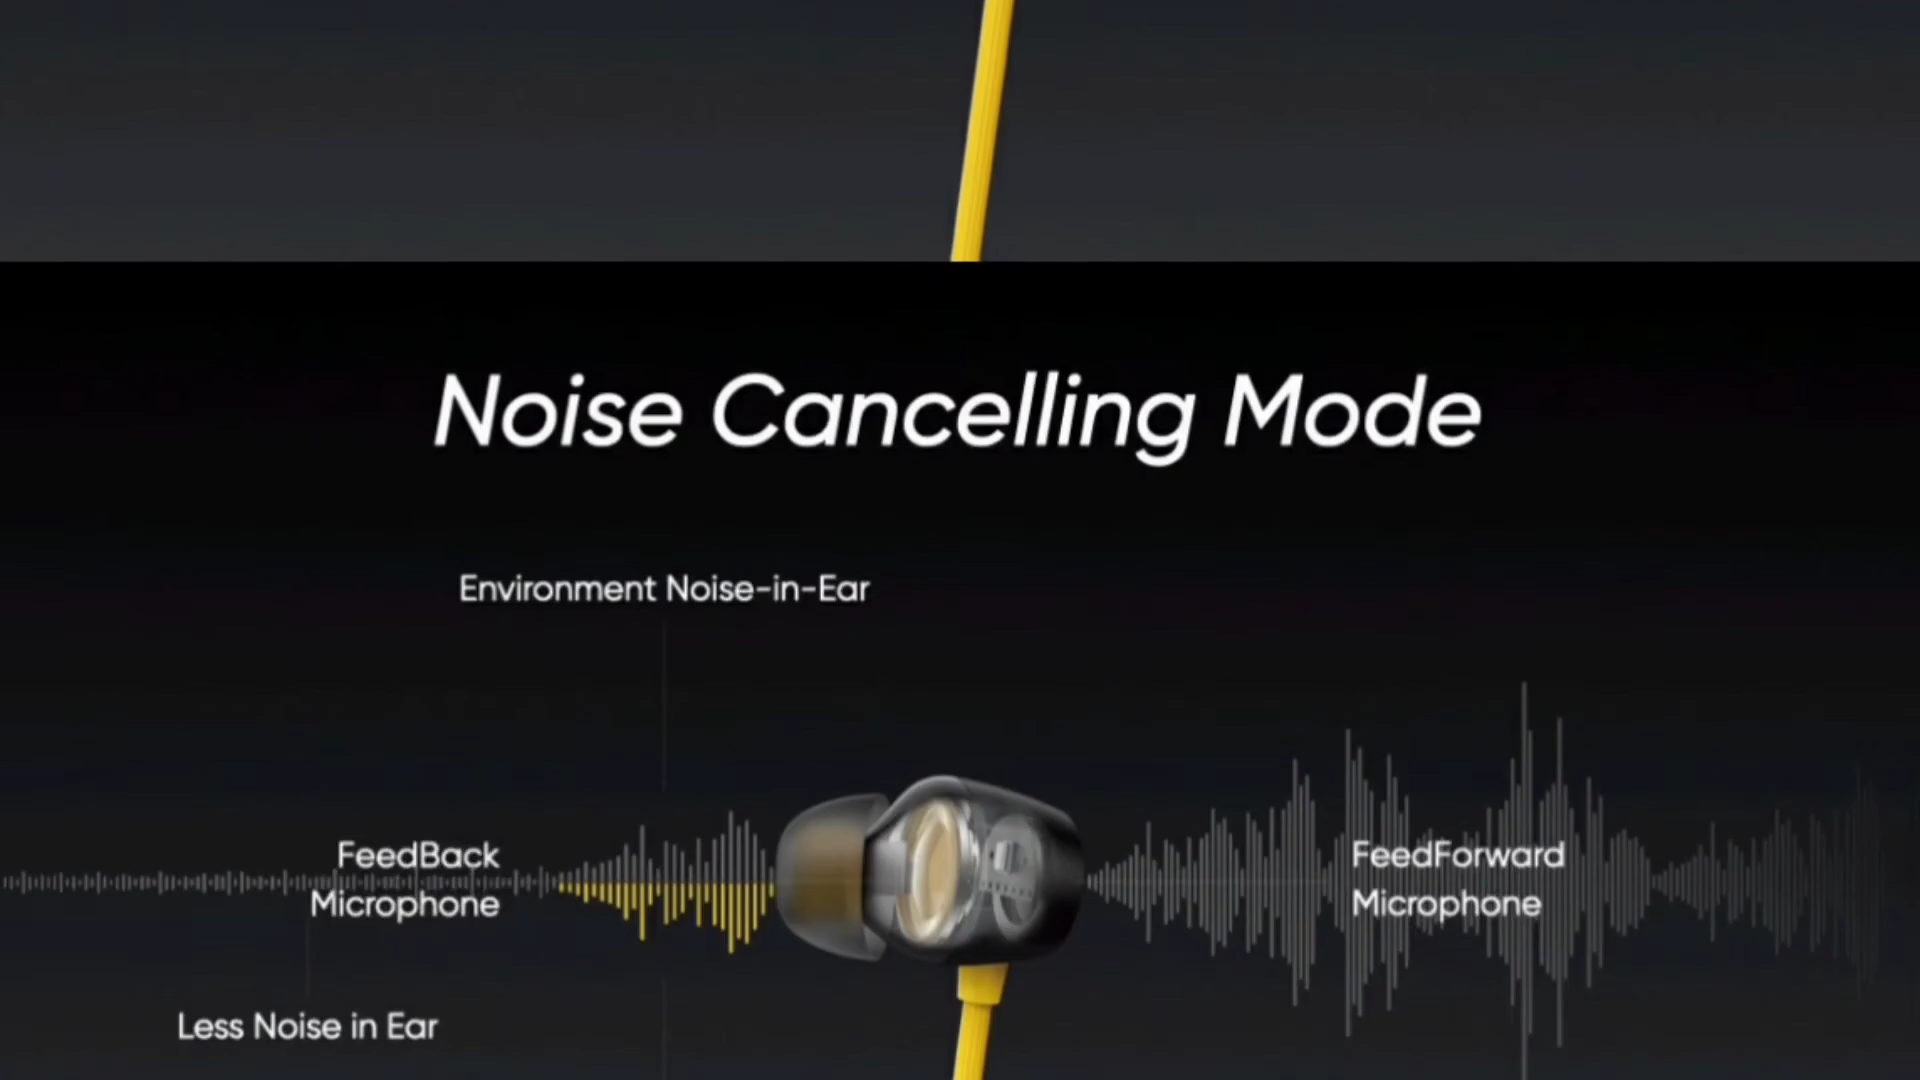 Noise Cancelling Mode
Environment Noise-in-Ear
FeedBack
Microphone
FeedForward
Microphone
Less Noise in Ear